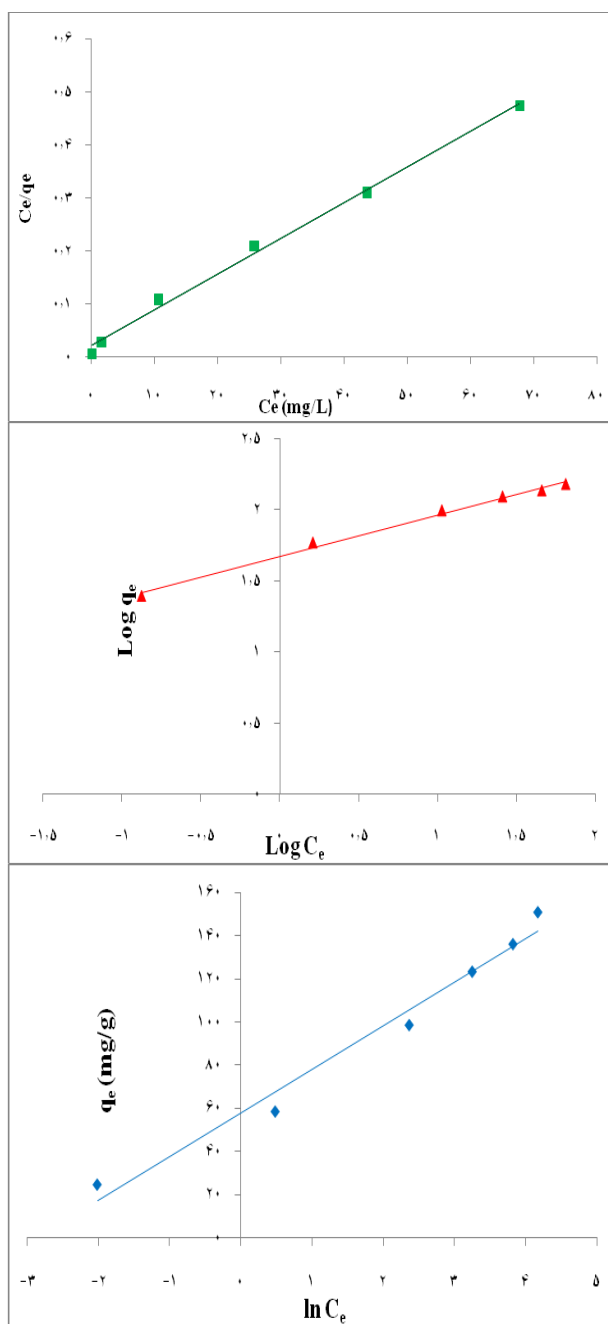 ۰٫۶
۰٫۵
۰٫۴
۰٫۳
۰٫۲
۰٫۱
۰
Ce/qe
۰ ۱۰ ۲۰ ۳۰ ۴۰ ۵۰ ۶۰ ۷۰ ۸۰
Ce (mg/L)
۲٫۵
۲
۱٫۵
۱
۰٫۵
۰
Log qe
-۱٫۵ -۱ -۰٫۵ ۰ ۰٫۵ ۱ ۱٫۵ ۲
Log Ce
۱۶۰
۱۴۰
۱۲۰
۱۰۰
۸۰
۶۰
۴۰
۲۰
۰
qe (mg/g)
-۳ -۲ -۱ ۰ ۱ ۲ ۳ ۴ ۵
ln Ce